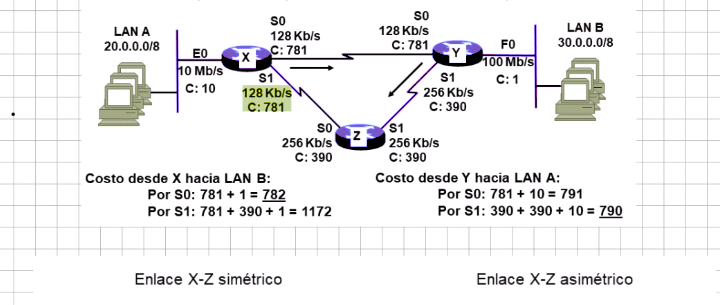 LAN A
20.0.0.0/8
E0
10 Mb/s
C: 10
X
S0
128 Kb/s
C: 781
S1
128 Kb/s
C: 781
S0
128 Kb/s
C: 781
Y
F0
100 Mb/s
C: 1
LAN B
30.0.0.0/8
S1
256 Kb/s
C: 390
S0
256 Kb/s
C: 390
Z
S1
256 Kb/s
C: 390
Costo desde X hacia LAN B:
Por S0: 781 + 1 = 782
Por S1: 781 + 390 + 1 = 1172
Costo desde Y hacia LAN A:
Por S0: 781 + 10 = 791
Por S1: 390 + 390 + 10 = 790
Enlace X-Z simétrico
Enlace X-Z asimétrico